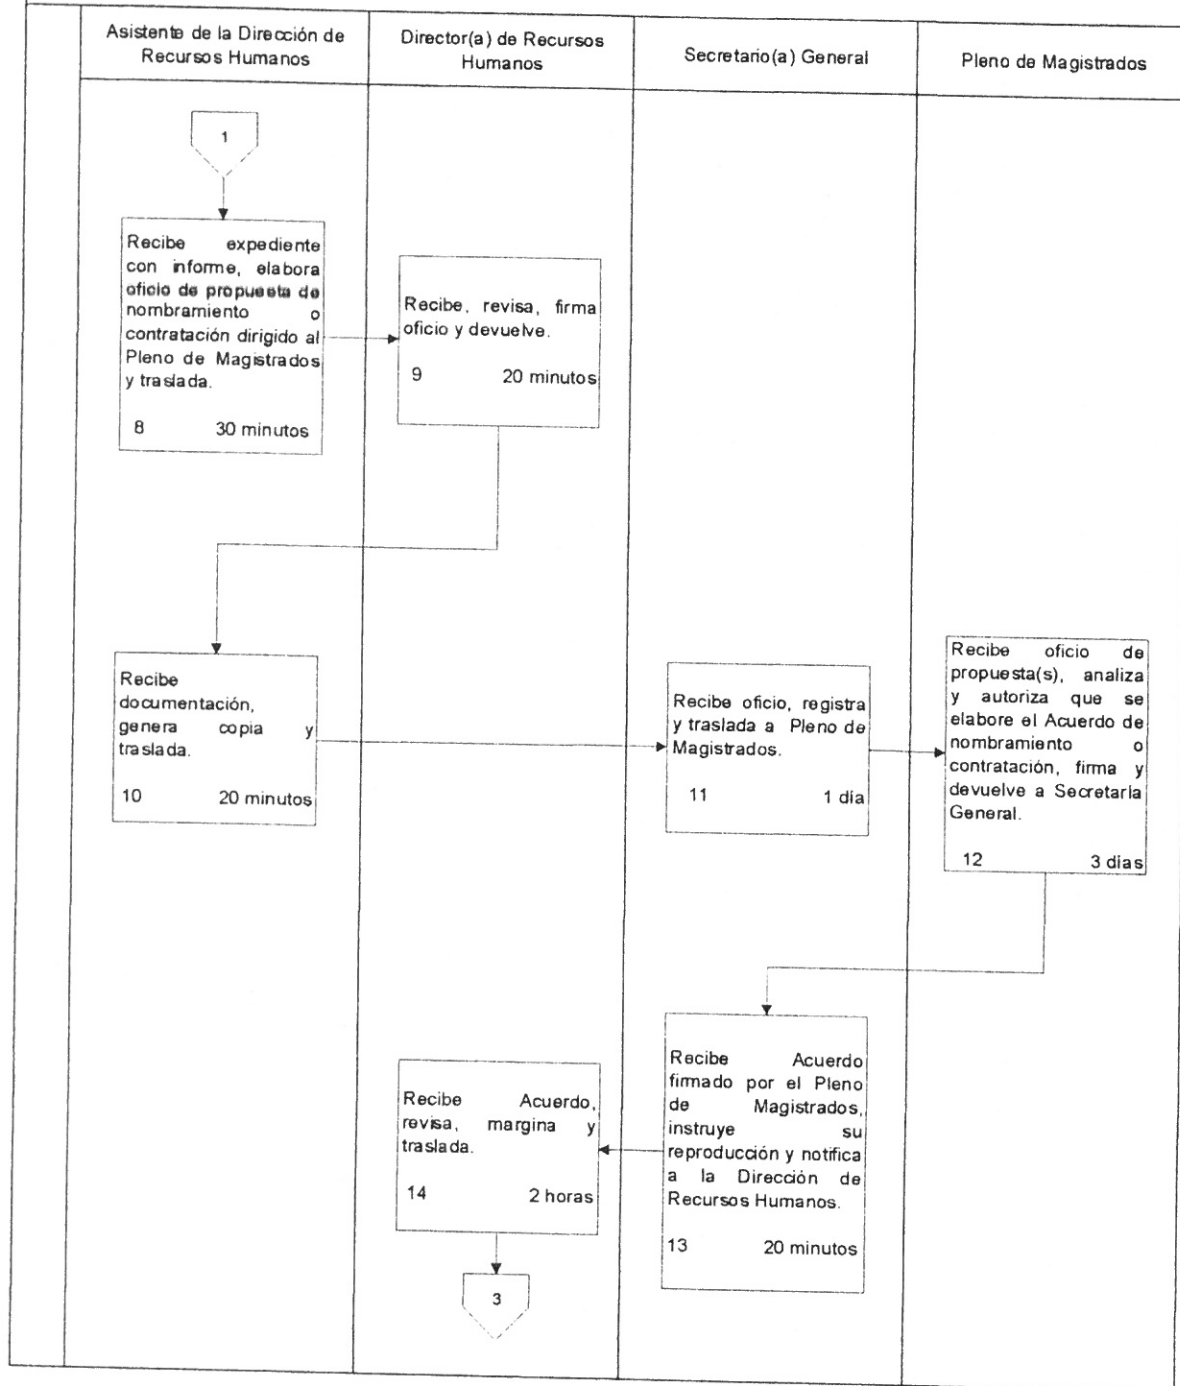 Asistente de la Dirección de
Recursos Humanos
Director(a) de Recursos
Humanos
Secretario(a) General
Pleno de Magistrados
1
Recibe expediente
con informe, elabora
oficio de propuesta de
nombramiento o
contratación dirigido al
Pleno de Magistrados
y traslada.
8 30 minutos
Recibe, revisa, firma
oficio y devuelve.
9 20 minutos
Recibe
documentación,
genera copia y
traslada.
10 20 minutos
Recibe oficio, registra
y traslada a Pleno de
Magistrados.
11 1 día
Recibe oficio de
propuesta(s), analiza
y autoriza que se
elabore el Acuerdo de
nombramiento o
contratación, firma y
devuelve a Secretaría
General.
12 3 días
Recibe Acuerdo
firmado por el Pleno
de Magistrados,
instruye su
reproducción y notifica
a la Dirección de
Recursos Humanos.
13 20 minutos
Recibe Acuerdo,
revisa, margina y
traslada.
14 2 horas
3